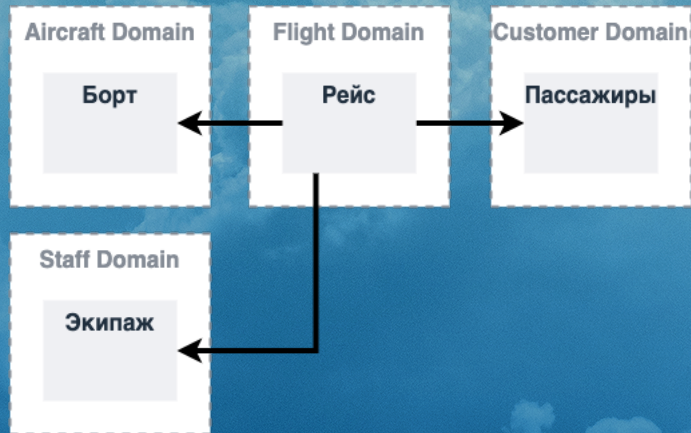 Aircraft Domain
Борт
Flight Domain
Рейс
Customer Domain
Пассажиры
Staff Domain
Экипаж